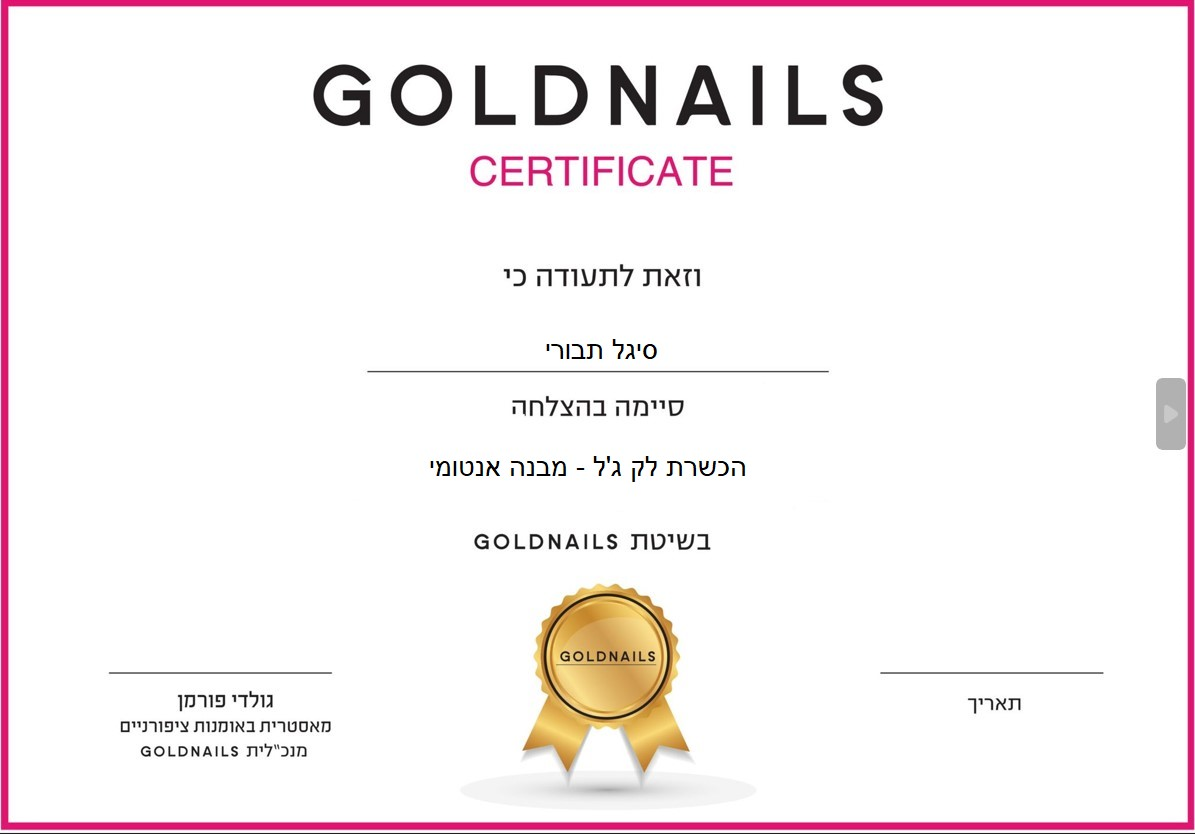 GOLDNAILS
CERTIFICATE
וזאת לתעודה כי
סיגל תבורי
סיימה בהצלחה
הכשרת לק ג'ל - מבנה אנטומי
בשיטת GOLDNAILS
GOLDNAILS
תאריך
גולדי פורמן
מאסטרית באומנות ציפורניים
מנכ"לית GOLDNAILS